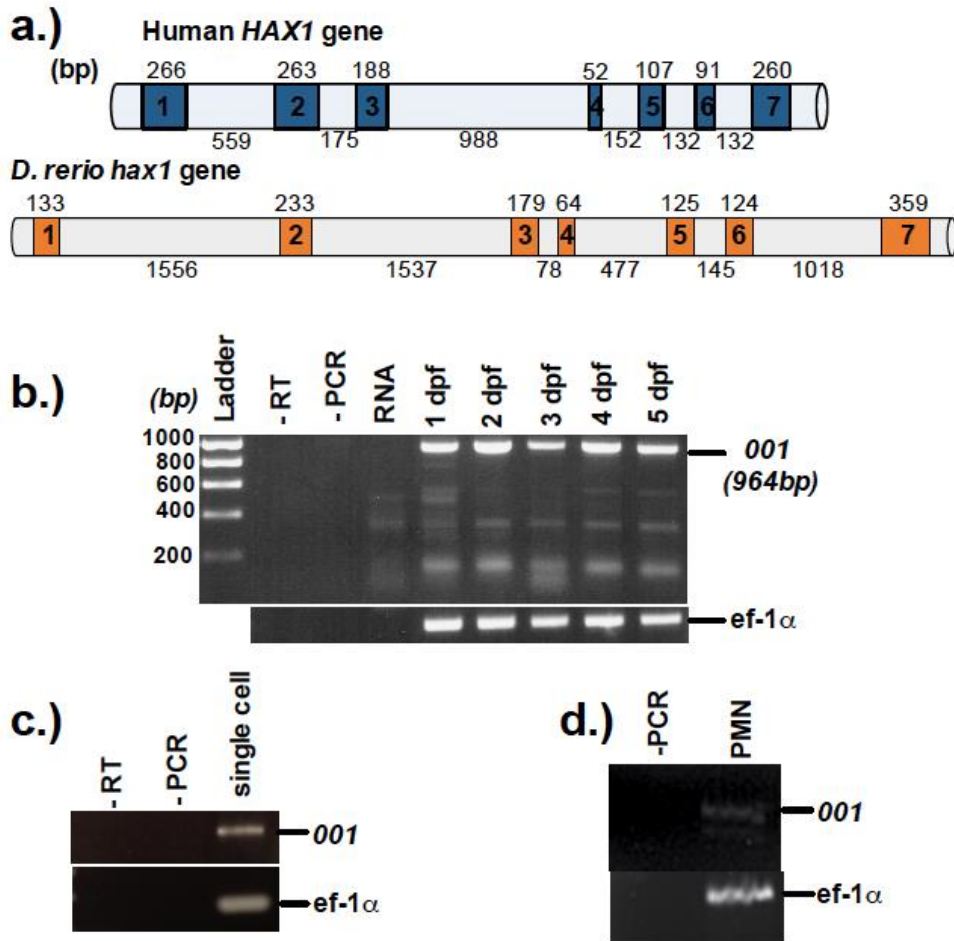 a.)
Human HAX1 gene
(bp) 266 263 188 52 107 91 260
1 2 3 4 5 6 7
559 175 988 152 132 132
D. rerio hax1 gene
133 233 179 64 125 124 359
1 2 3 4 5 6 7
1556 1537 78 477 145 1018
b.)
(bp) Ladder - RT - PCR RNA 1 dpf 2 dpf 3 dpf 4 dpf 5 dpf
1000
800
600
400
200
001
(964bp)
ef-1α
c.)
- RT - PCR single cell
001
ef-1α
d.)
-PCR PMN
001
ef-1α